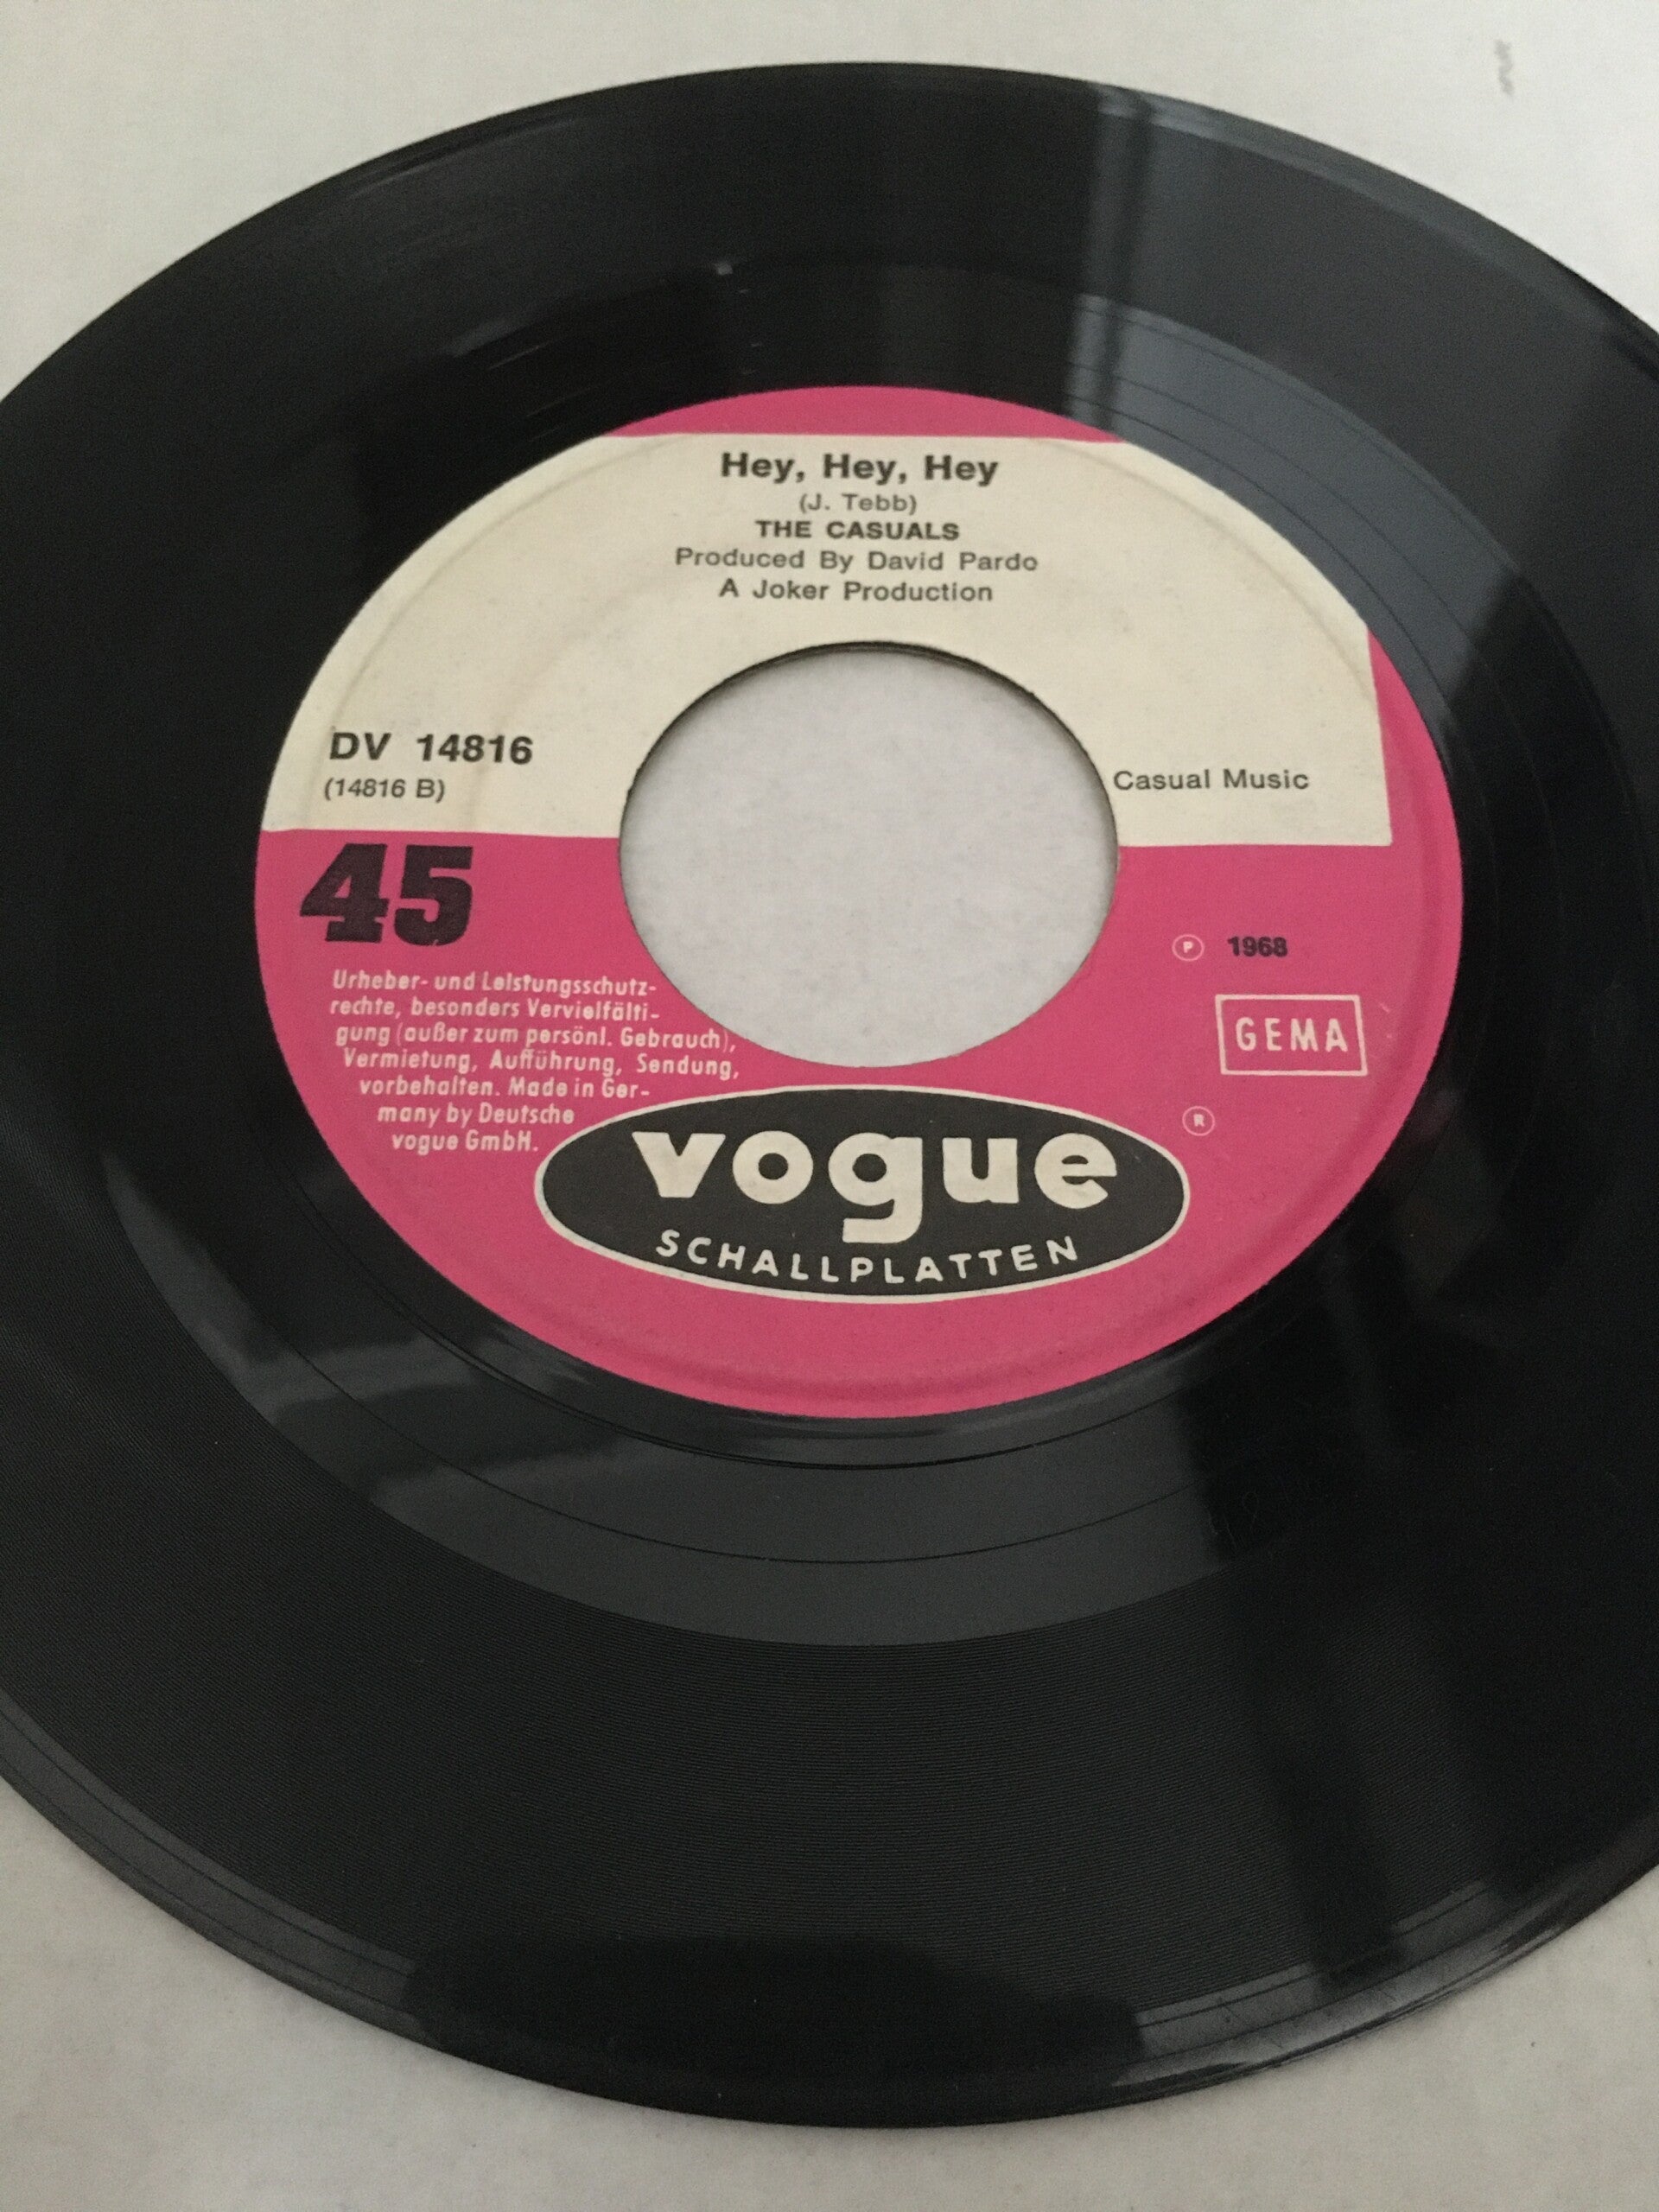 Hey, Hey, Hey
(J. Tebb)
THE CASUALS
Produced By David Pardo
A Joker Production
DV 14816
(14816 B)
Casual Music
45
℗ 1968
GEMA
Urheber- und Leistungsschutz-
rechte, besonders Vervielfälti-
gung (außer zum persönl. Gebrauch),
Vermietung, Aufführung, Sendung,
vorbehalten. Made in Ger-
many by Deutsche
vogue GmbH.
®
vogue
SCHALLPLATTEN